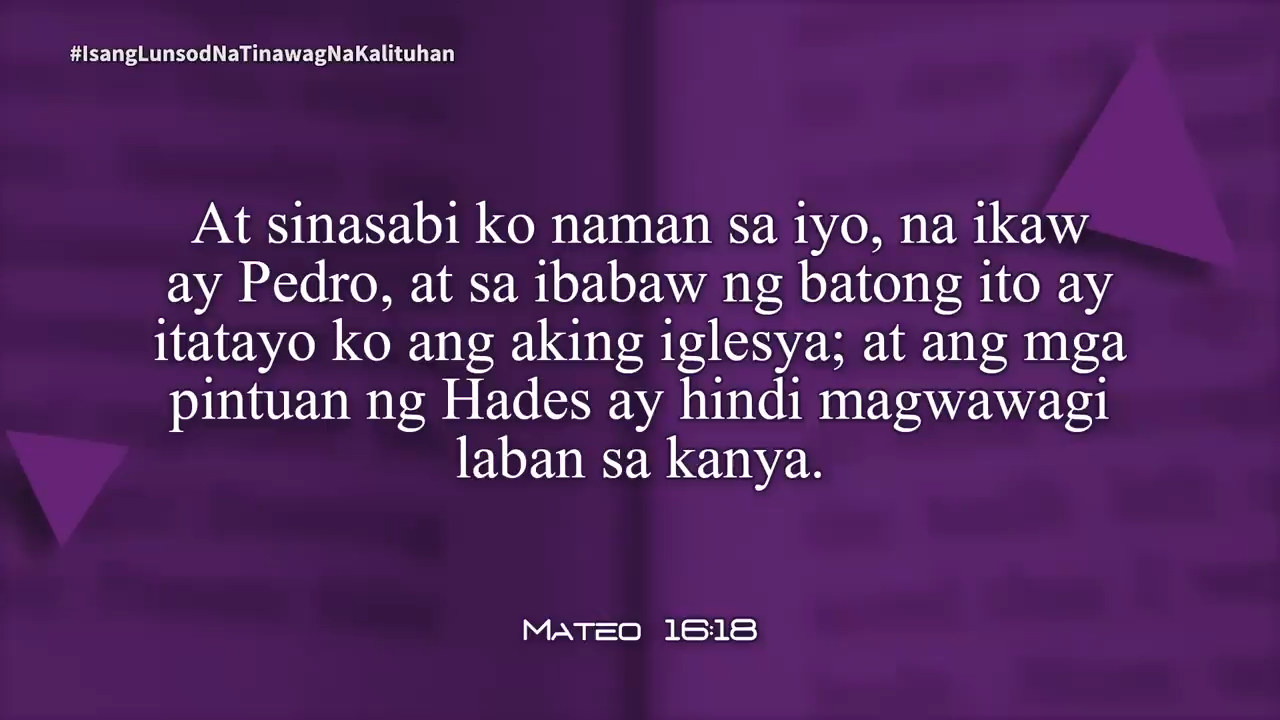 #IsangLunsodNaTinawagNaKalituhan
At sinasabi ko naman sa iyo, na ikaw
ay Pedro, at sa ibabaw ng batong ito ay
itatayo ko ang aking iglesya; at ang mga
pintuan ng Hades ay hindi magwawagi
laban sa kanya.
Mateo 16:18